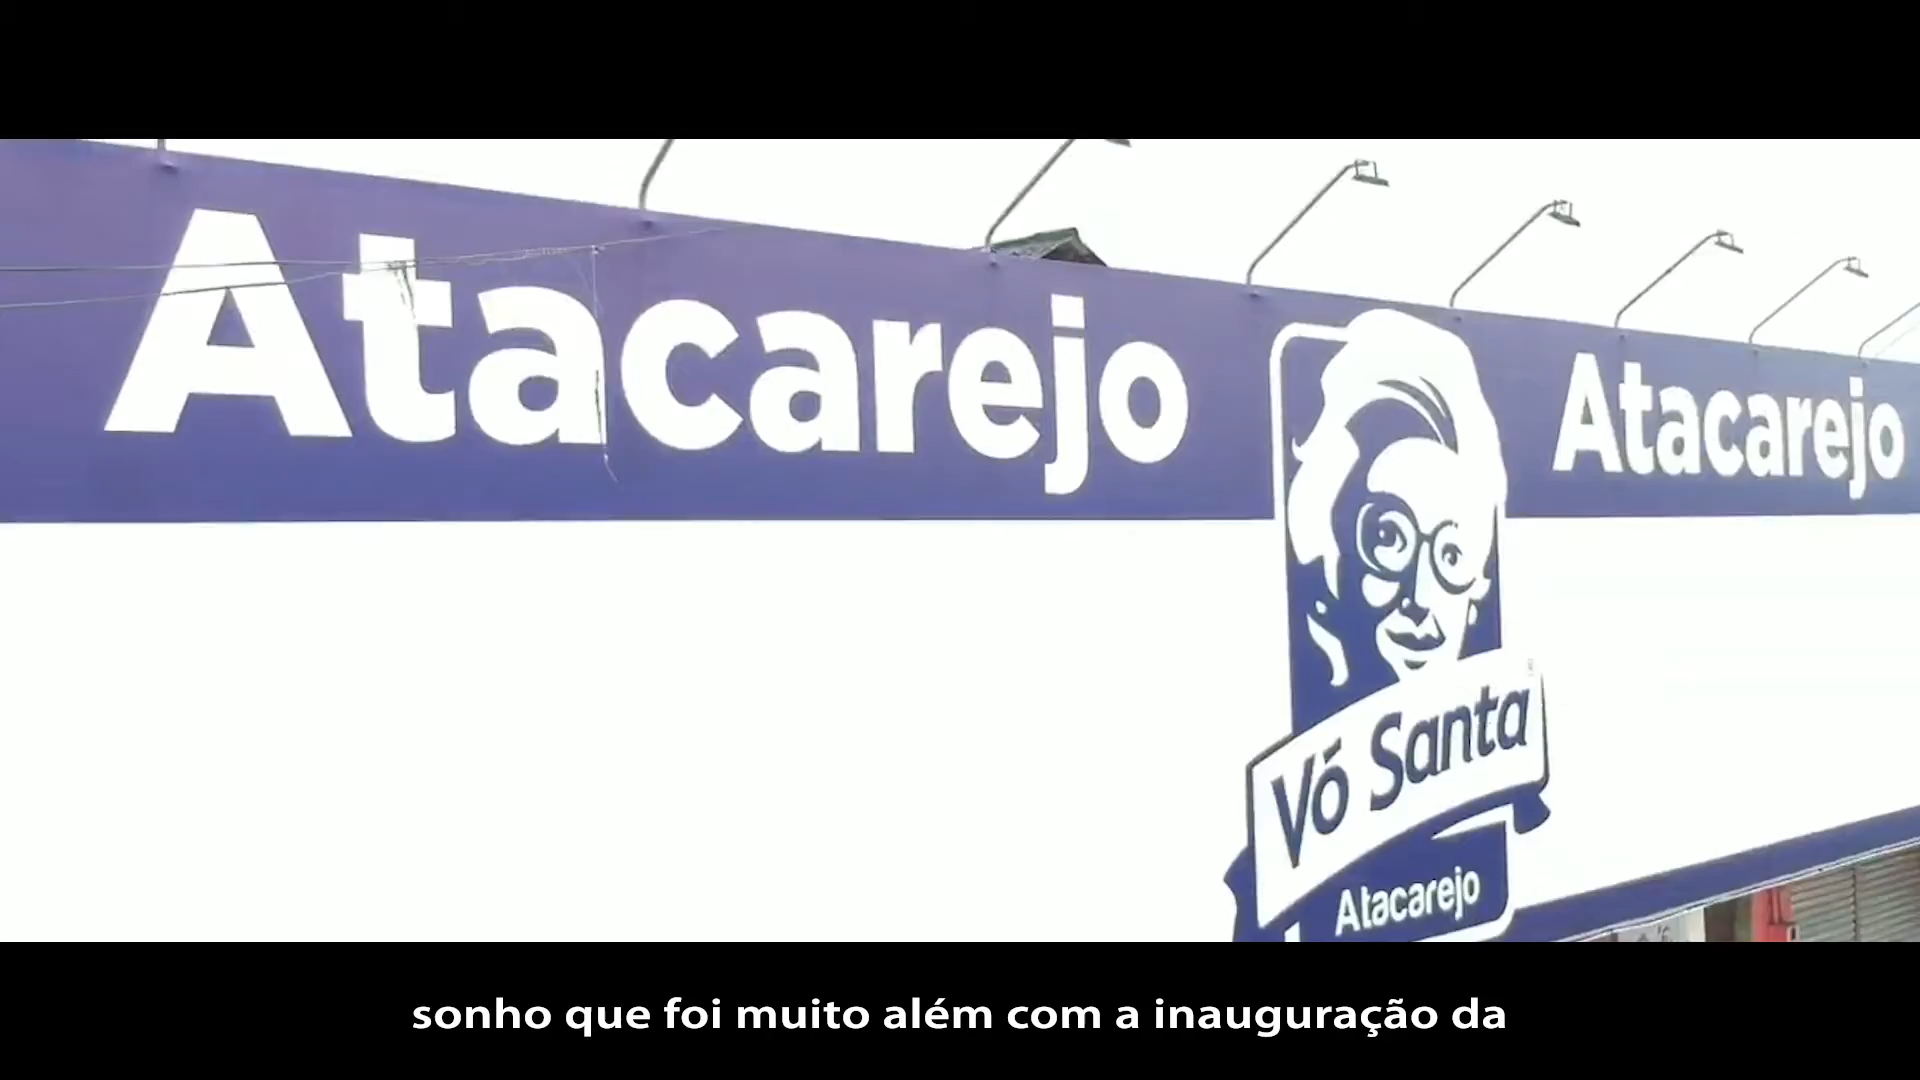 Atacarejo
Atacarejo
Vó Santa
Atacarejo
sonho que foi muito além com a inauguração da